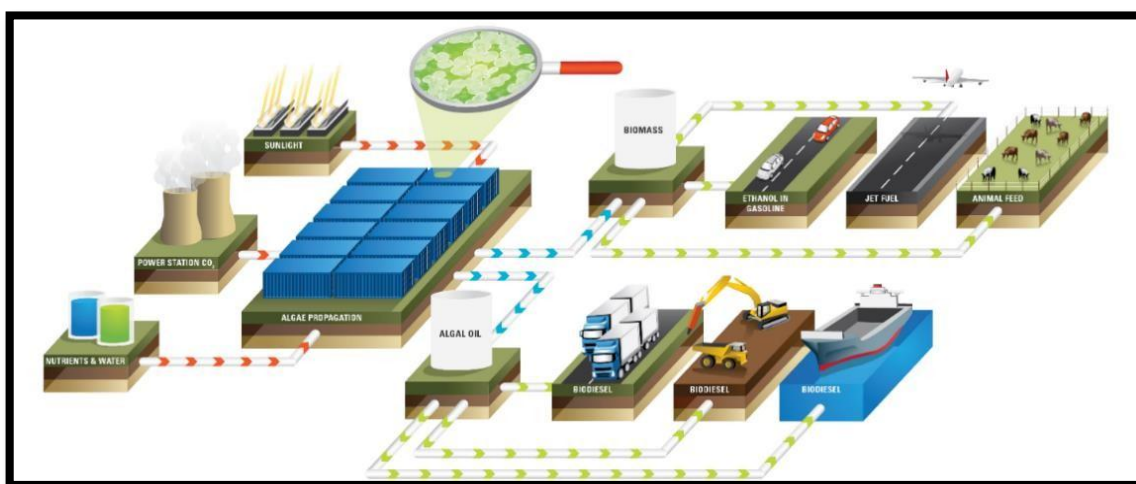 SUNLIGHT
POWER STATION CO₂
NUTRIENTS & WATER
ALGAE PROPAGATION
BIOMASS
ETHANOL IN
GASOLINE
JET FUEL
ANIMAL FEED
ALGAL OIL
BIODIESEL
BIODIESEL
BIODIESEL